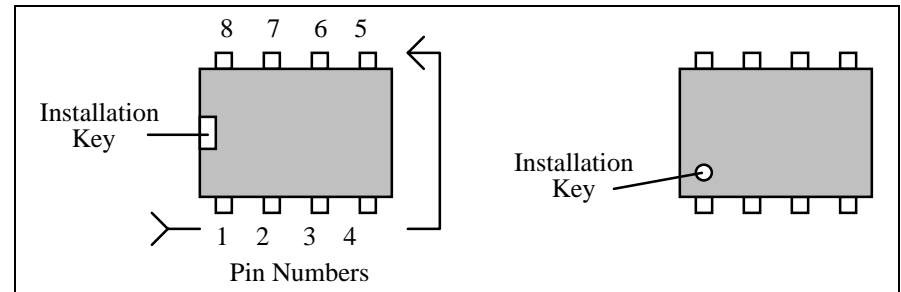 8 7 6 5
Installation
Key
1 2 3 4
Pin Numbers
Installation
Key